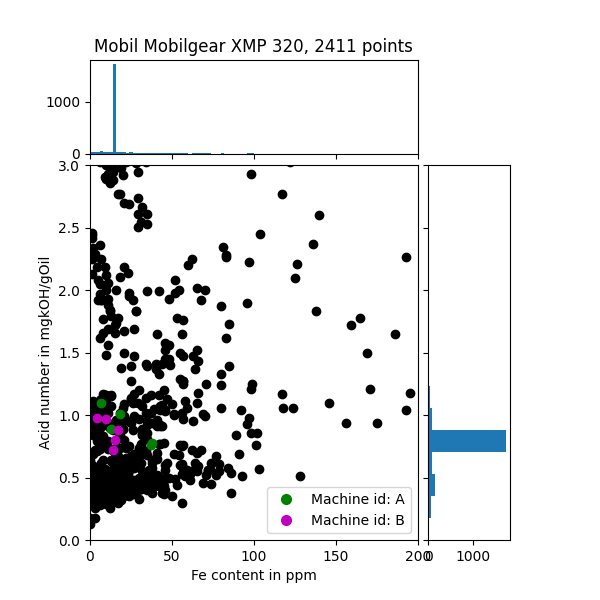 Mobil Mobilgear XMP 320, 2411 points
1000
0
3.0
2.5
2.0
1.5
1.0
0.5
0.0
Acid number in mgkOH/gOil
Machine id: A
Machine id: B
0 50 100 150 200 0 1000
Fe content in ppm